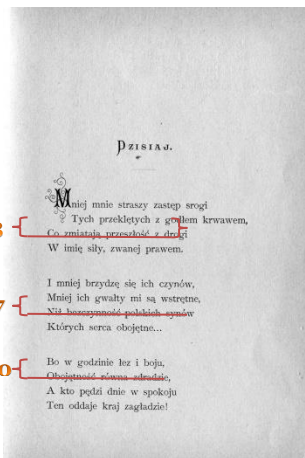 DZISIAJ.
Mniej mnie straszy zastęp srogi
Tych przeklętych z godłem krwawem,
Co zmiatają przeszłość z drogi
W imię siły, zwanej prawem.
I mniej brzydzę się ich czynów,
Mniej ich gwałty mi są wstrętne,
Niż bezczynność polskich synów
Których serca obojętne...
Bo w godzinie łez i boju,
Obojętność równa zdradzie,
A kto pędzi dnie w spokoju
Ten oddaje kraj zagładzie!